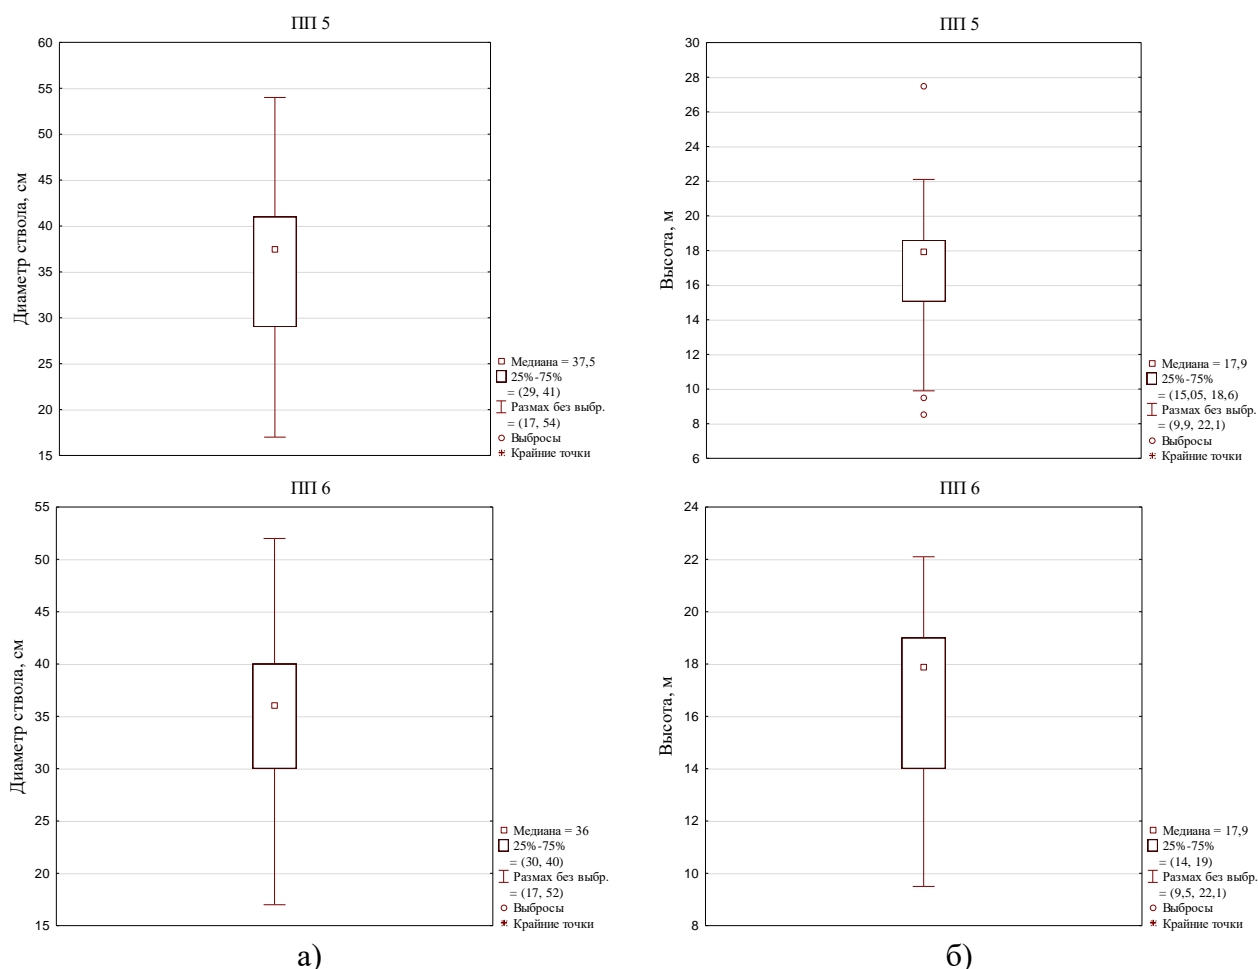 ПП 5
60
55
50
45
40
35
30
25
20
15
Диаметр ствола, см
Медиана = 37,5
25%-75%
= (29, 41)
Размах без выбр.
= (17, 54)
Выбросы
Крайние точки
ПП 5
30
28
26
24
22
20
18
16
14
12
10
8
6
Высота, м
Медиана = 17,9
25%-75%
= (15,05, 18,6)
Размах без выбр.
= (9,9, 22,1)
Выбросы
Крайние точки
ПП 6
55
50
45
40
35
30
25
20
15
Диаметр ствола, см
Медиана = 36
25%-75%
= (30, 40)
Размах без выбр.
= (17, 52)
Выбросы
Крайние точки
ПП 6
24
22
20
18
16
14
12
10
8
Высота, м
Медиана = 17,9
25%-75%
= (14, 19)
Размах без выбр.
= (9,5, 22,1)
Выбросы
Крайние точки
а)
б)